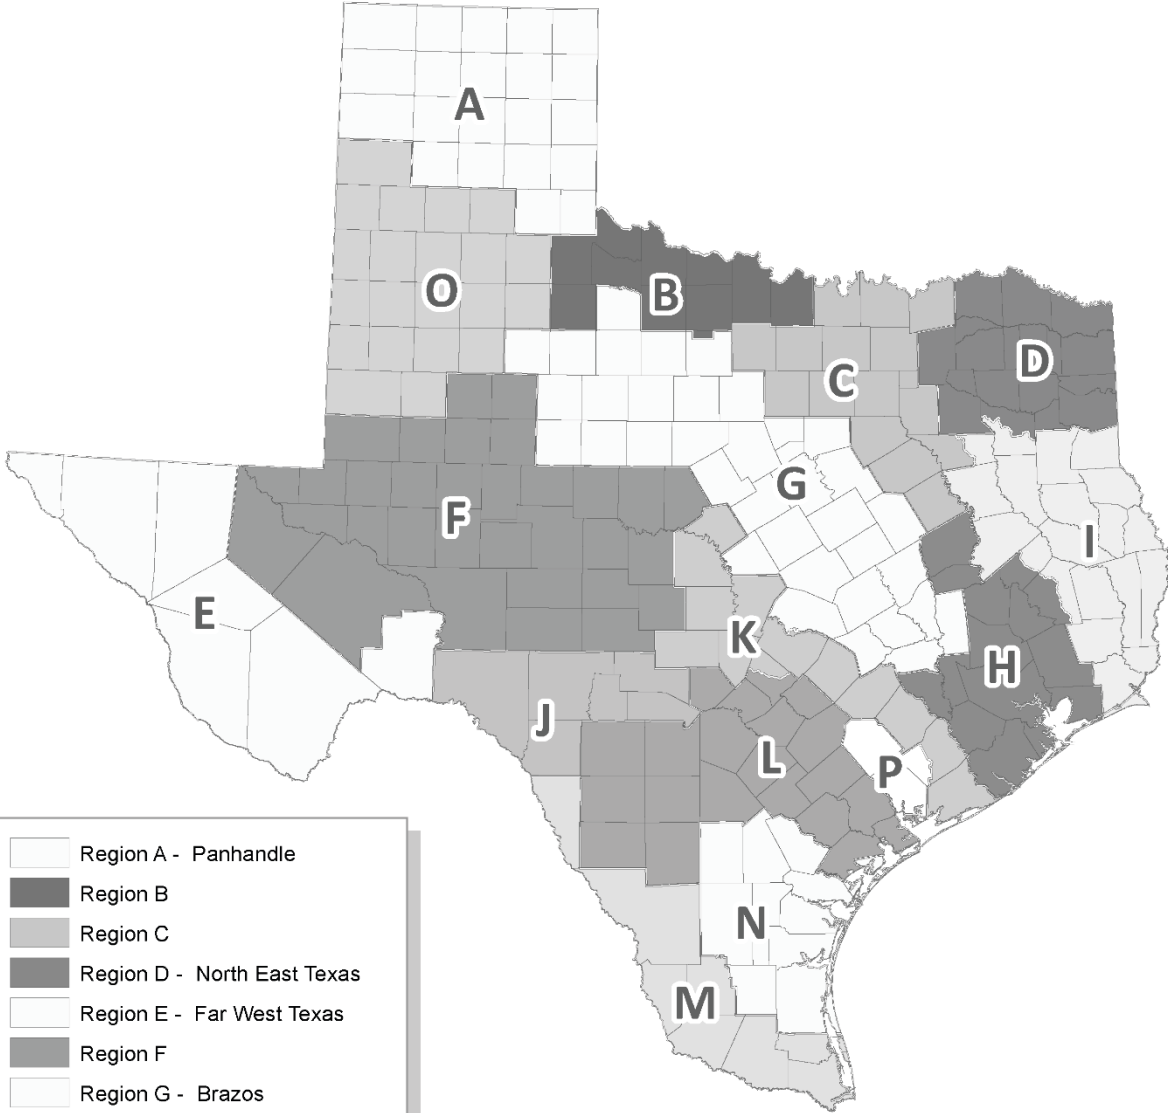 A
O
B
C
D
G
F
I
E
K
H
J
L
P
N
M
Region A - Panhandle
Region B
Region C
Region D - North East Texas
Region E - Far West Texas
Region F
Region G - Brazos